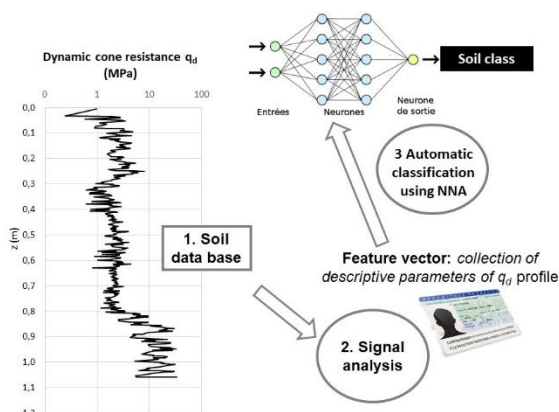 Dynamic cone resistance qd
(MPa)
0 1 10 100
0,0
0,1
0,2
0,3
0,4
0,5
0,6
0,7
0,8
0,9
1,0
1,1
z (m)
Entrées
Neurones
Neurone
de sortie
Soil class
3 Automatic
classification
using NNA
1. Soil
data base
Feature vector: collection of
descriptive parameters of qd profile
2. Signal
analysis